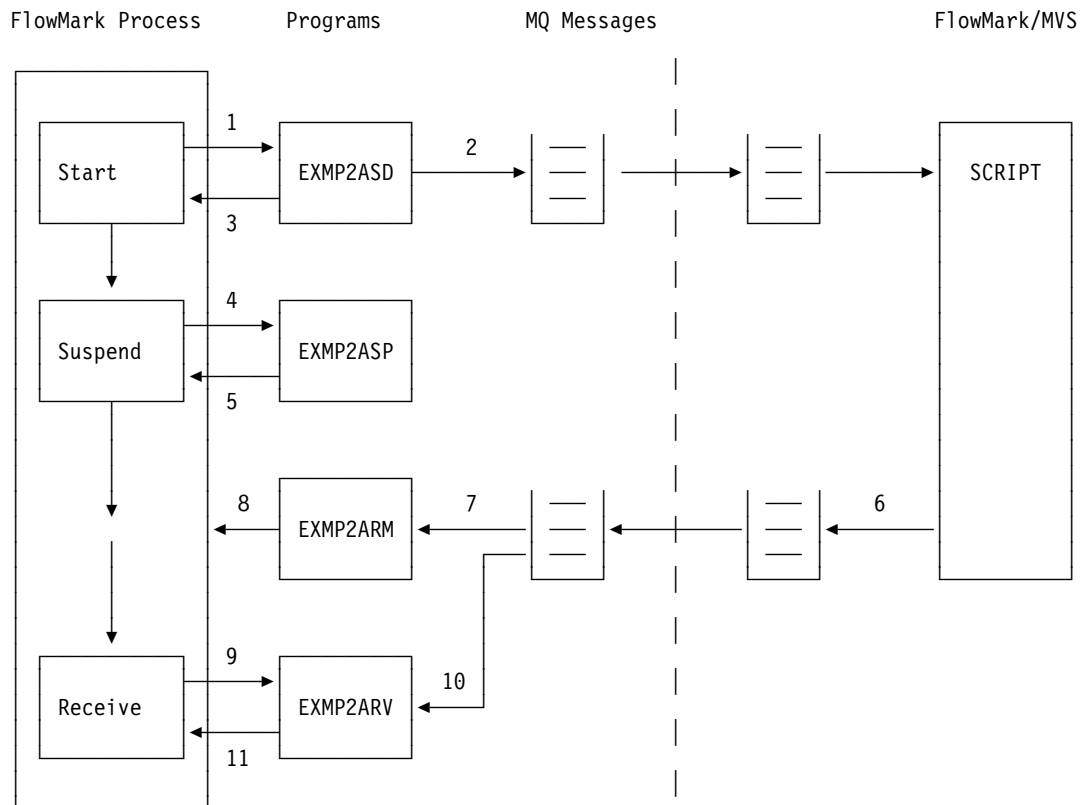 FlowMark Process Programs MQ Messages FlowMark/MVS
1
2
Start EXMP2ASD SCRIPT
3
4
Suspend EXMP2ASP
5
8 7 6
EXMP2ARM
9
10
Receive EXMP2ARV
11